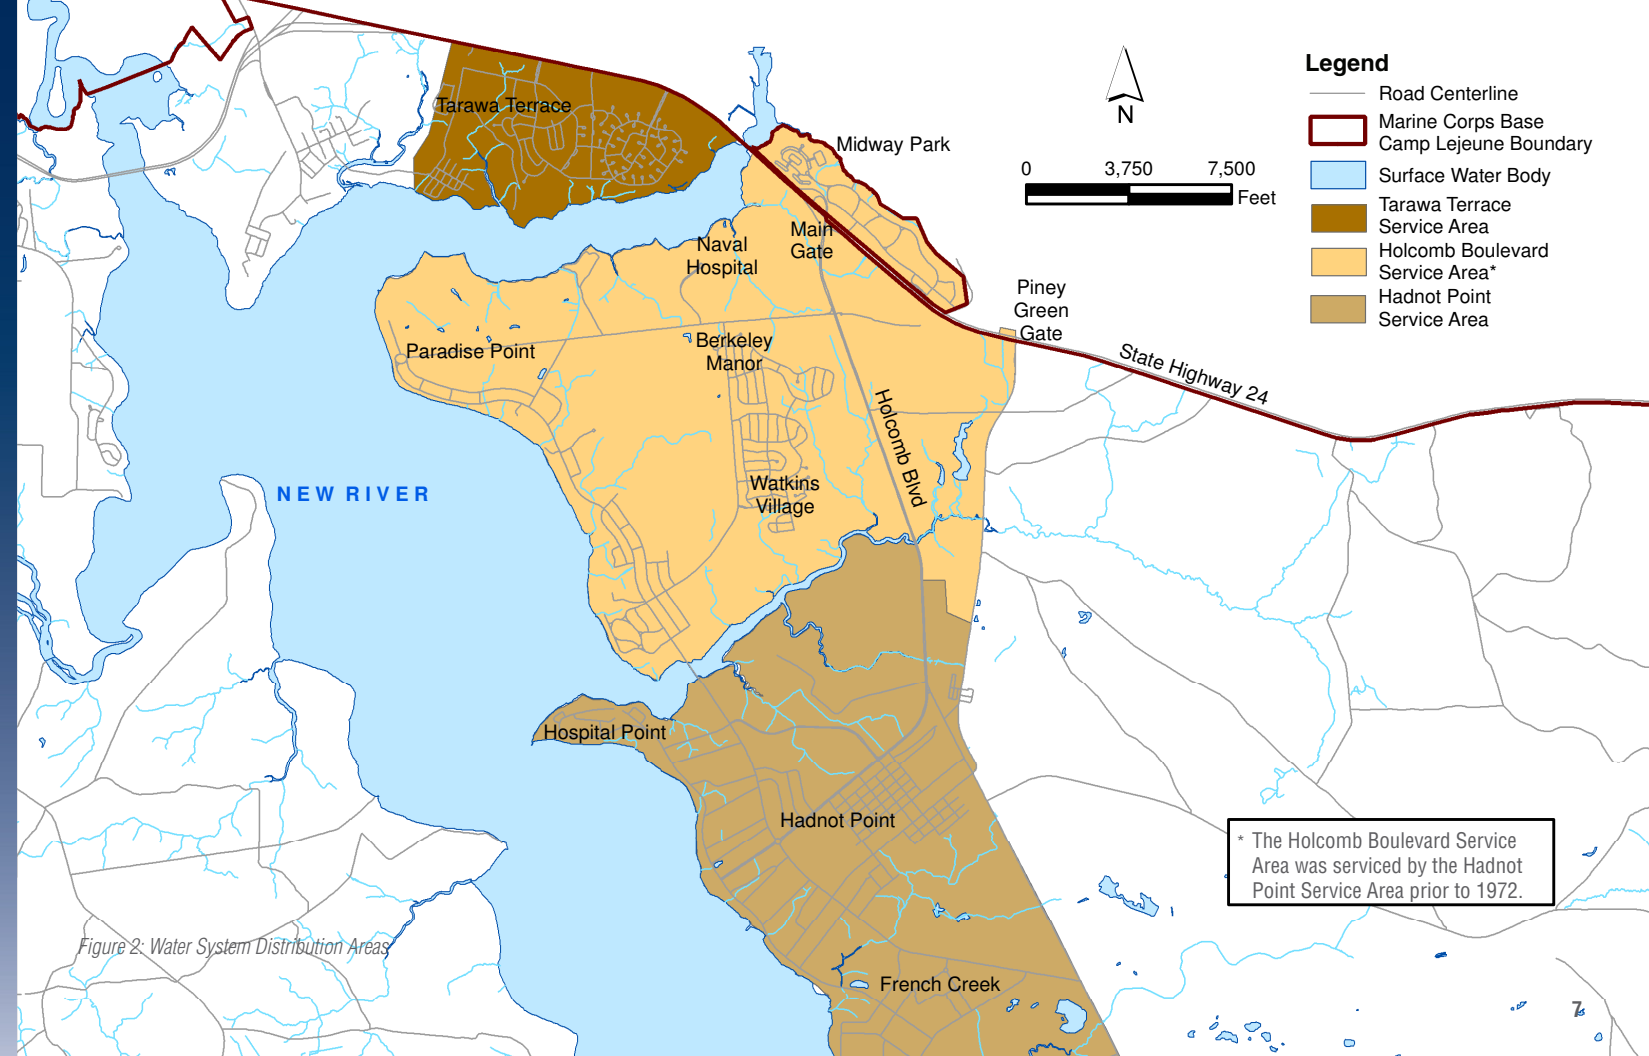 Legend
Road Centerline
Marine Corps Base
Camp Lejeune Boundary
Surface Water Body
Tarawa Terrace
Service Area
Holcomb Boulevard
Service Area*
Hadnot Point
Service Area
N
0 3,750 7,500
Feet
Tarawa Terrace
Midway Park
Main
Gate
Naval
Hospital
Piney
Green
Gate
Paradise Point
Berkeley
Manor
State Highway 24
Holcomb Blvd
Watkins
Village
NEW RIVER
Hospital Point
Hadnot Point
French Creek
* The Holcomb Boulevard Service
Area was serviced by the Hadnot
Point Service Area prior to 1972.
Figure 2: Water System Distribution Areas
7